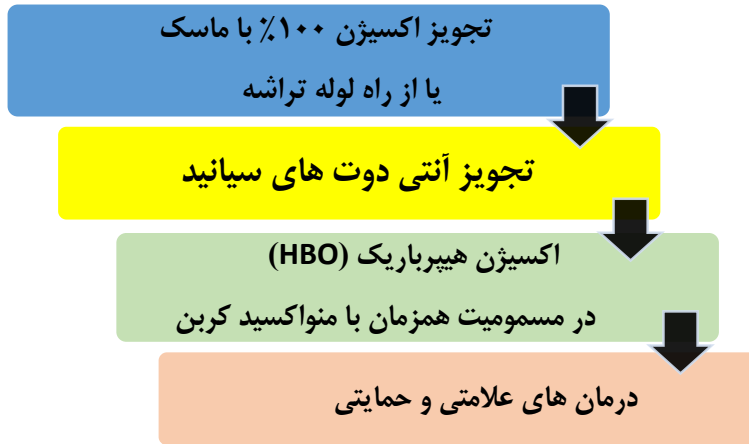 تجویز اکسیژن ۱۰۰٪ با ماسک
یا از راه لوله تراشه
تجویز آنتی دوت های سیانید
اکسیژن هیپرباریک (HBO)
در مسمومیت همزمان با منواکسید کربن
درمان های علامتی و حمایتی